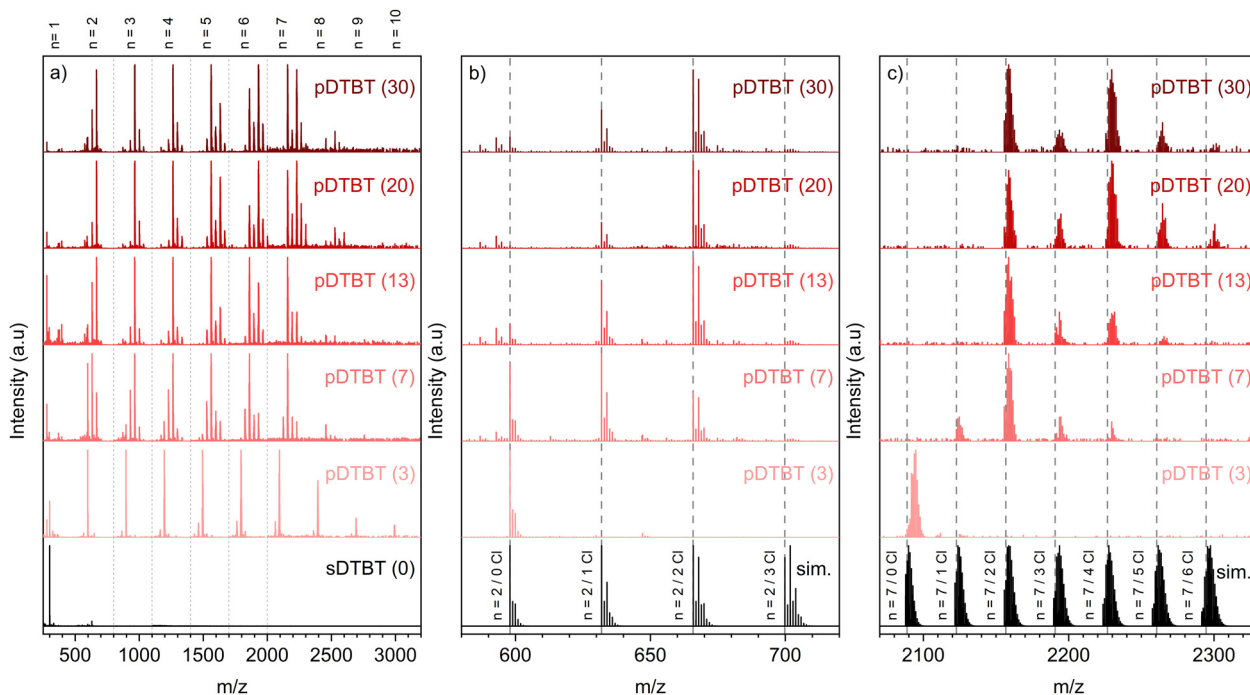 n= 1
n = 2
n = 3
n = 4
n = 5
n = 6
n = 7
n = 8
n = 9
n = 10
a)
pDTBT (30)
pDTBT (20)
pDTBT (13)
pDTBT (7)
pDTBT (3)
sDTBT (0)
Intensity (a.u)
500 1000 1500 2000 2500 3000
m/z
b)
pDTBT (30)
pDTBT (20)
pDTBT (13)
pDTBT (7)
pDTBT (3)
sim.
n = 2 / 0 Cl
n = 2 / 1 Cl
n = 2 / 2 Cl
n = 2 / 3 Cl
Intensity (a.u
600 650 700
m/z
c)
pDTBT (30)
pDTBT (20)
pDTBT (13)
pDTBT (7)
pDTBT (3)
sim.
n = 7 / 0 Cl
n = 7 / 1 Cl
n = 7 / 2 Cl
n = 7 / 3 Cl
n = 7 / 4 Cl
n = 7 / 5 Cl
n = 7 / 6 Cl
Intensity (a.u
2100 2200 2300
m/z